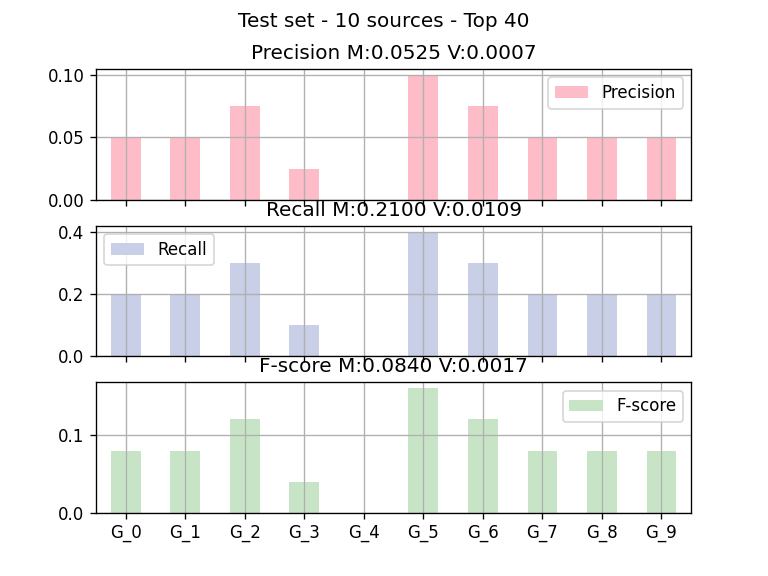 Test set - 10 sources - Top 40
Precision M:0.0525 V:0.0007
0.10
0.05
0.00
Precision
Recall M:0.2100 V:0.0109
0.4
0.2
0.0
Recall
F-score M:0.0840 V:0.0017
0.1
0.0
F-score
G_0 G_1 G_2 G_3 G_4 G_5 G_6 G_7 G_8 G_9